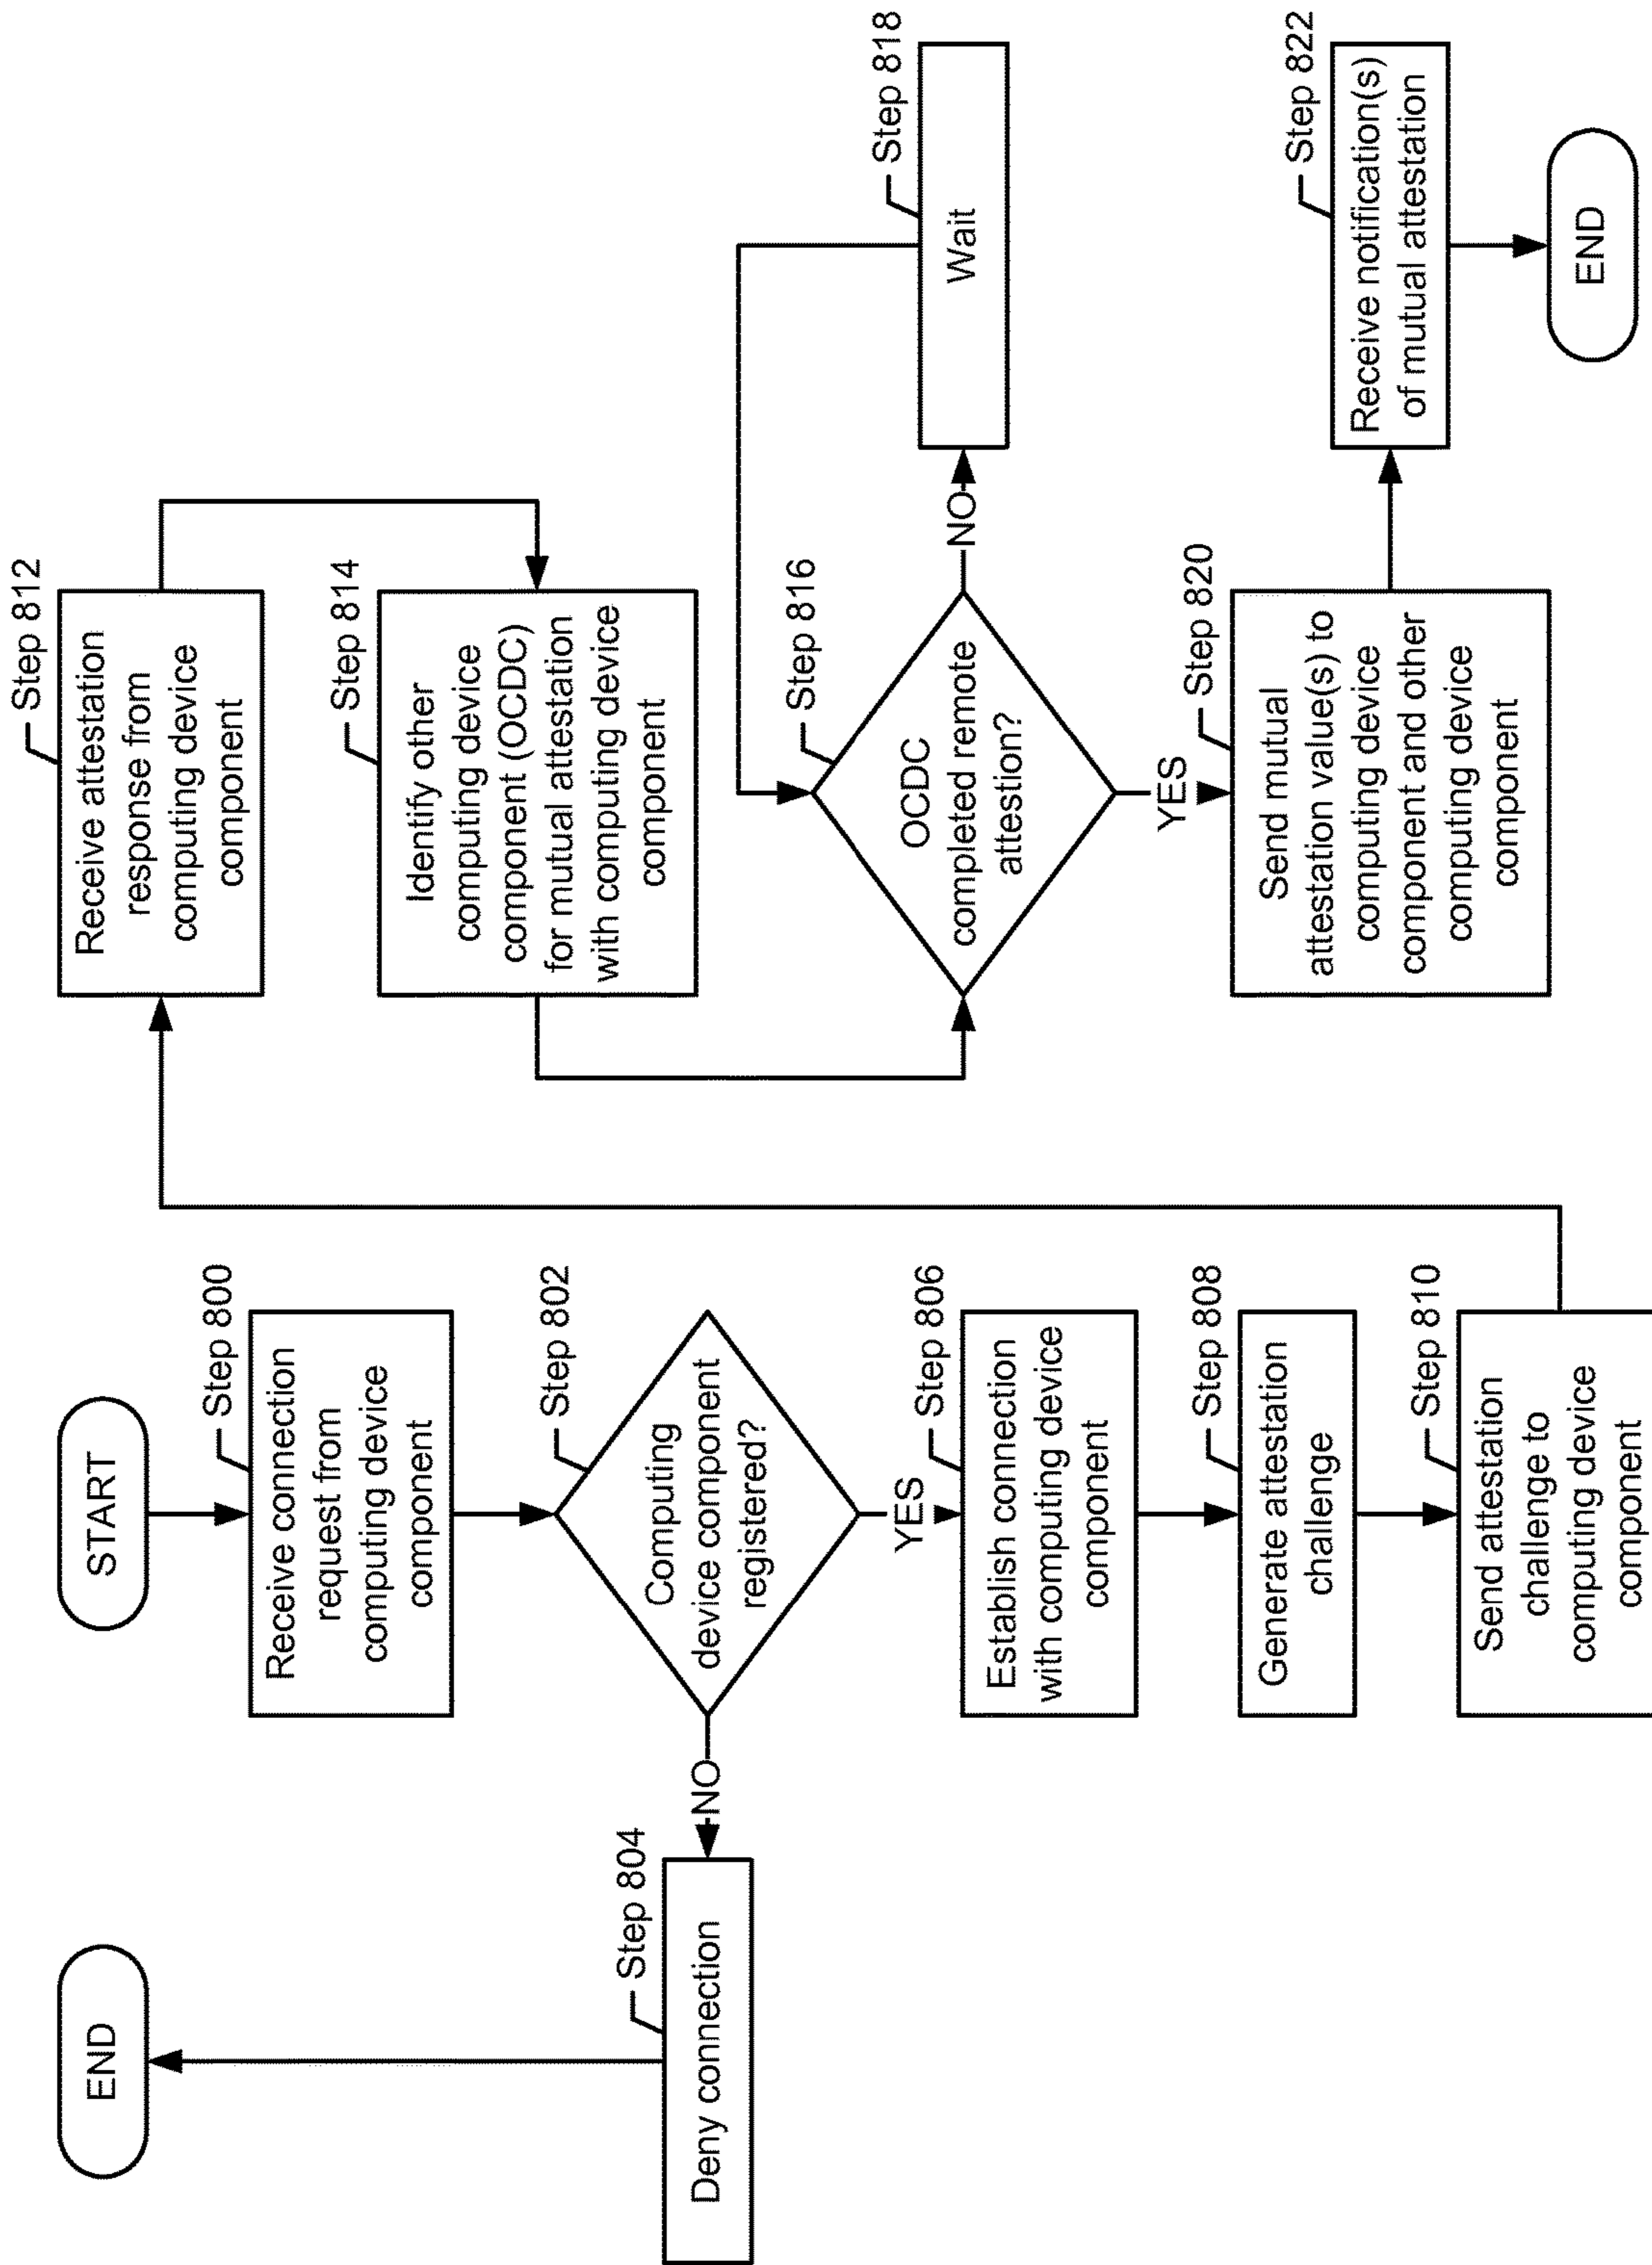 START
Step 800
Receive connection
request from
computing device
component
Step 802
Computing
device component
registered?
NO
Step 804
Deny connection
END
YES
Step 806
Establish connection
with computing device
component
Step 808
Generate attestation
challenge
Step 810
Send attestation
challenge to
computing device
component
Step 812
Receive attestation
response from
computing device
component
Step 814
Identify other
computing device
component (OCDC)
for mutual attestation
with computing device
component
Step 816
OCDC
completed remote
attestion?
NO
Step 818
Wait
YES
Step 820
Send mutual
attestation value(s) to
computing device
component and other
computing device
component
Step 822
Receive notification(s)
of mutual attestation
END